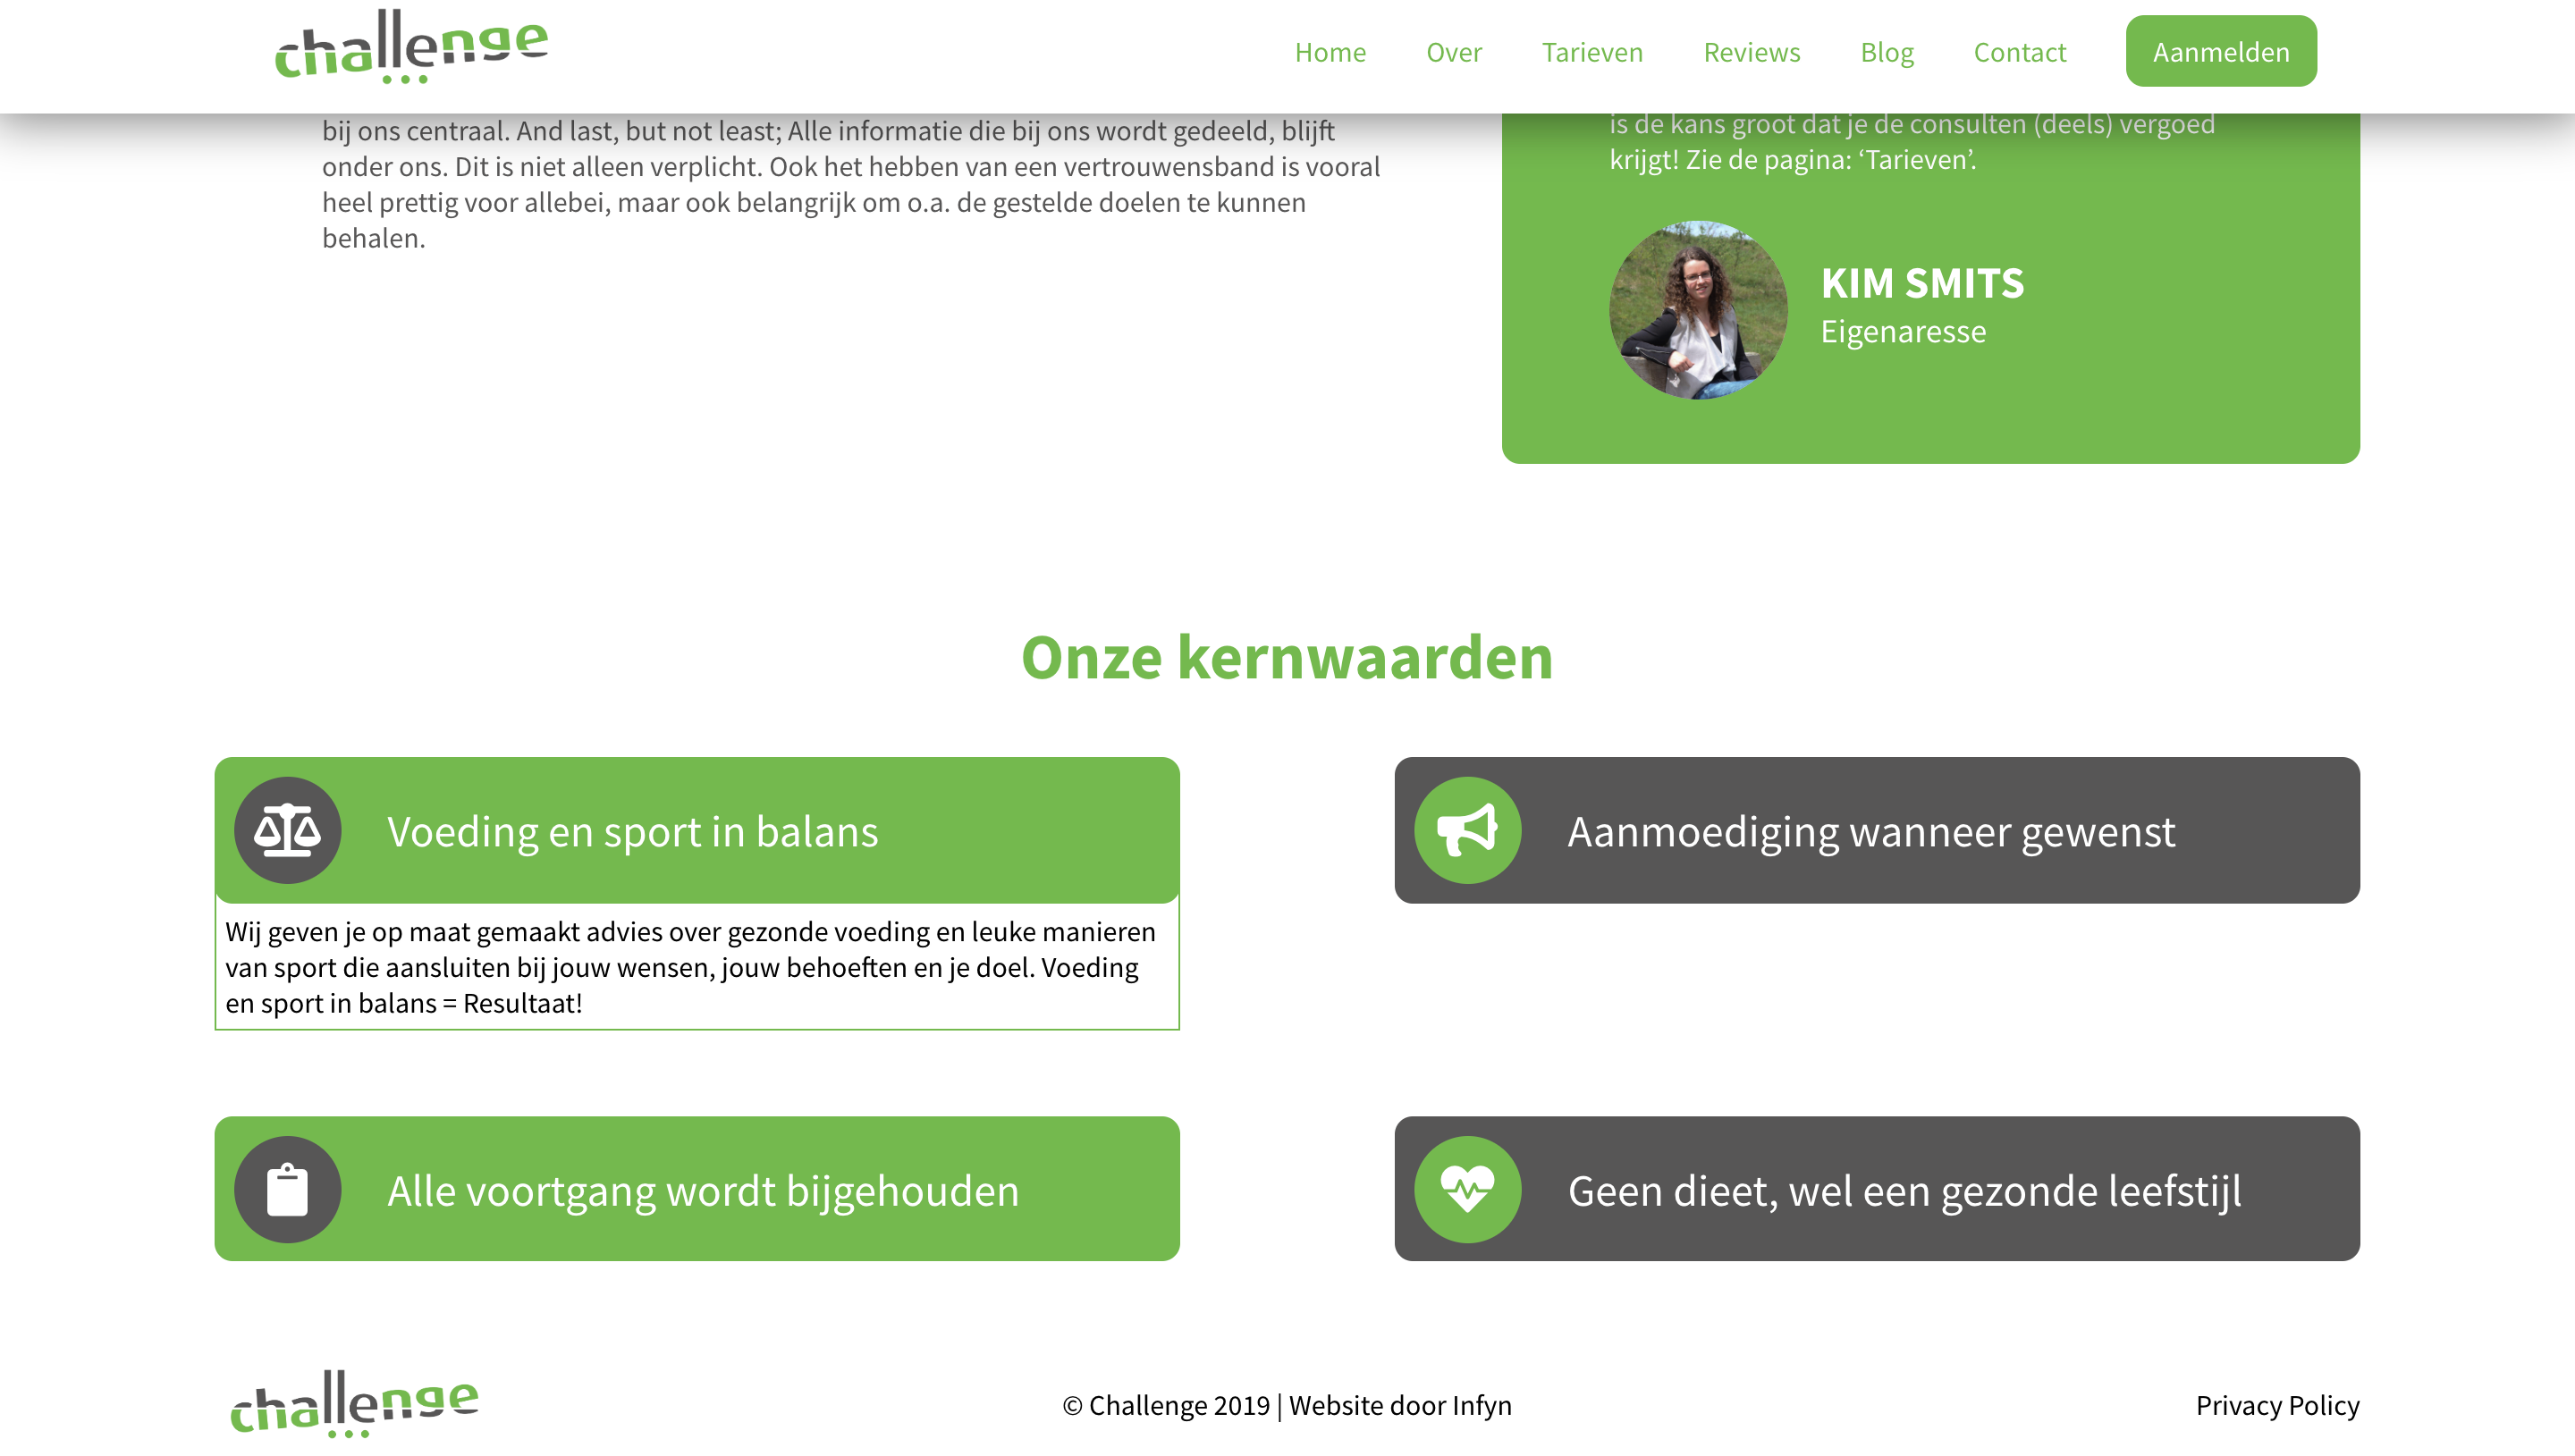 challenge
Home Over Tarieven Reviews Blog Contact Aanmelden
bij ons centraal. And last, but not least; Alle informatie die bij ons wordt gedeeld, blijft
onder ons. Dit is niet alleen verplicht. Ook het hebben van een vertrouwensband is vooral
heel prettig voor allebei, maar ook belangrijk om o.a. de gestelde doelen te kunnen
behalen.
is de kans groot dat je de consulten (deels) vergoed
krijgt! Zie de pagina: ‘Tarieven’.
KIM SMITS
Eigenaresse
Onze kernwaarden
Voeding en sport in balans
Wij geven je op maat gemaakt advies over gezonde voeding en leuke manieren
van sport die aansluiten bij jouw wensen, jouw behoeften en je doel. Voeding
en sport in balans = Resultaat!
Aanmoediging wanneer gewenst
Alle voortgang wordt bijgehouden
Geen dieet, wel een gezonde leefstijl
challenge
© Challenge 2019 | Website door Infyn
Privacy Policy